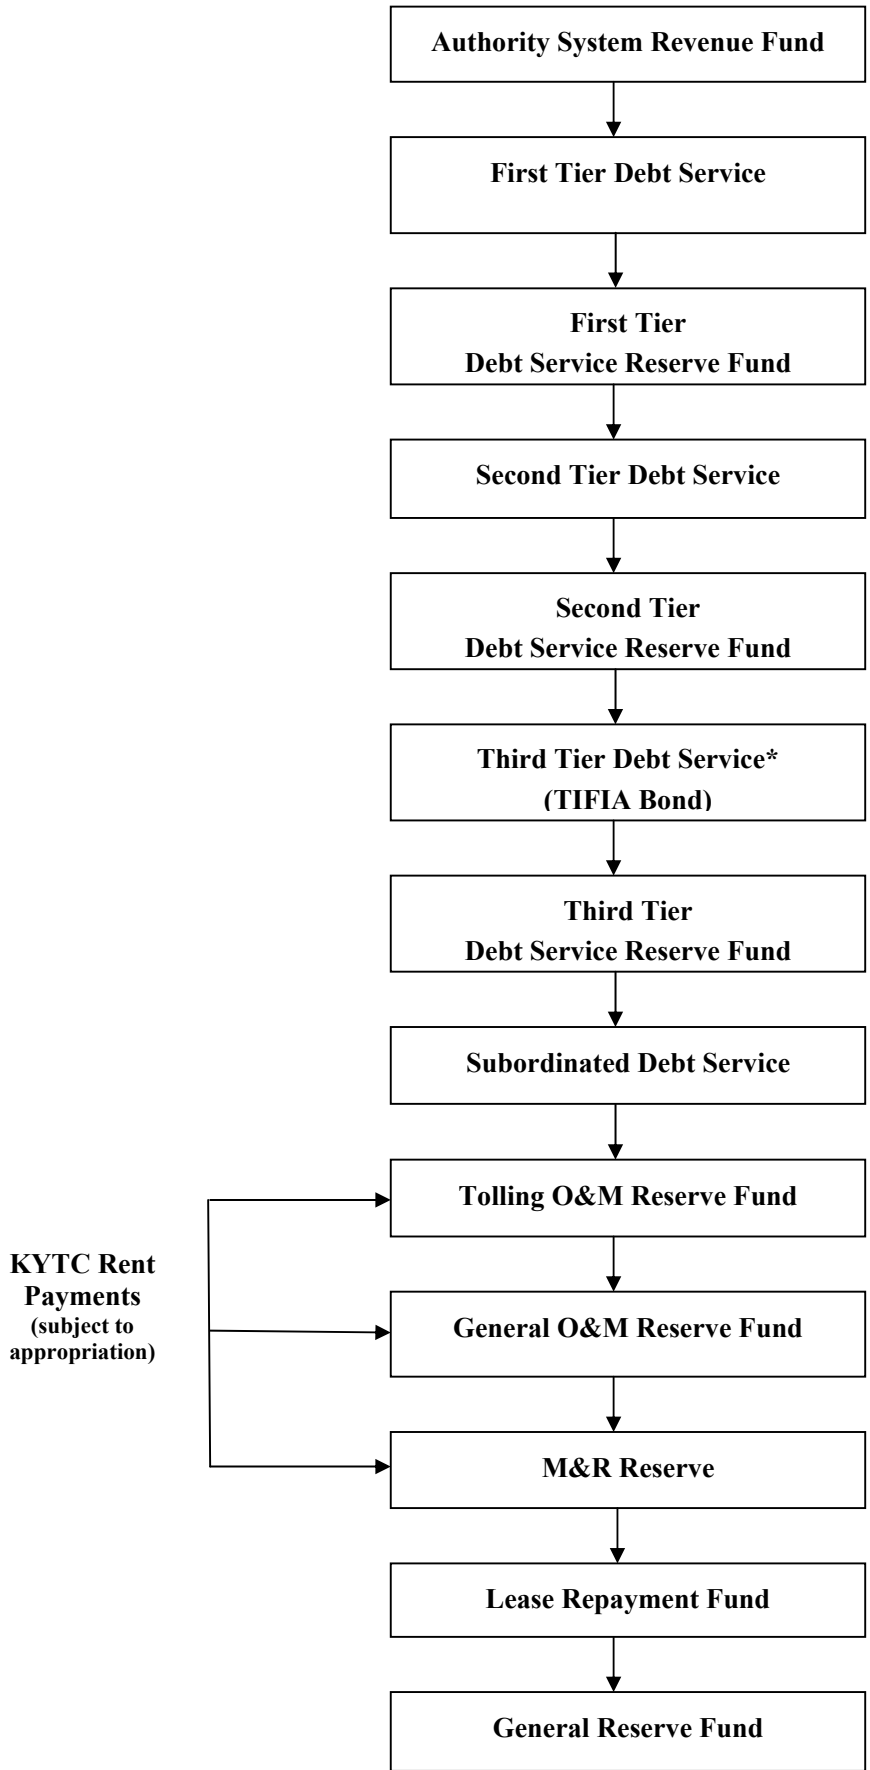 Authority System Revenue Fund
First Tier Debt Service
First Tier
Debt Service Reserve Fund
Second Tier Debt Service
Second Tier
Debt Service Reserve Fund
Third Tier Debt Service*
(TIFIA Bond)
Third Tier
Debt Service Reserve Fund
Subordinated Debt Service
Tolling O&M Reserve Fund
KYTC Rent
Payments
(subject to
appropriation)
General O&M Reserve Fund
M&R Reserve
Lease Repayment Fund
General Reserve Fund